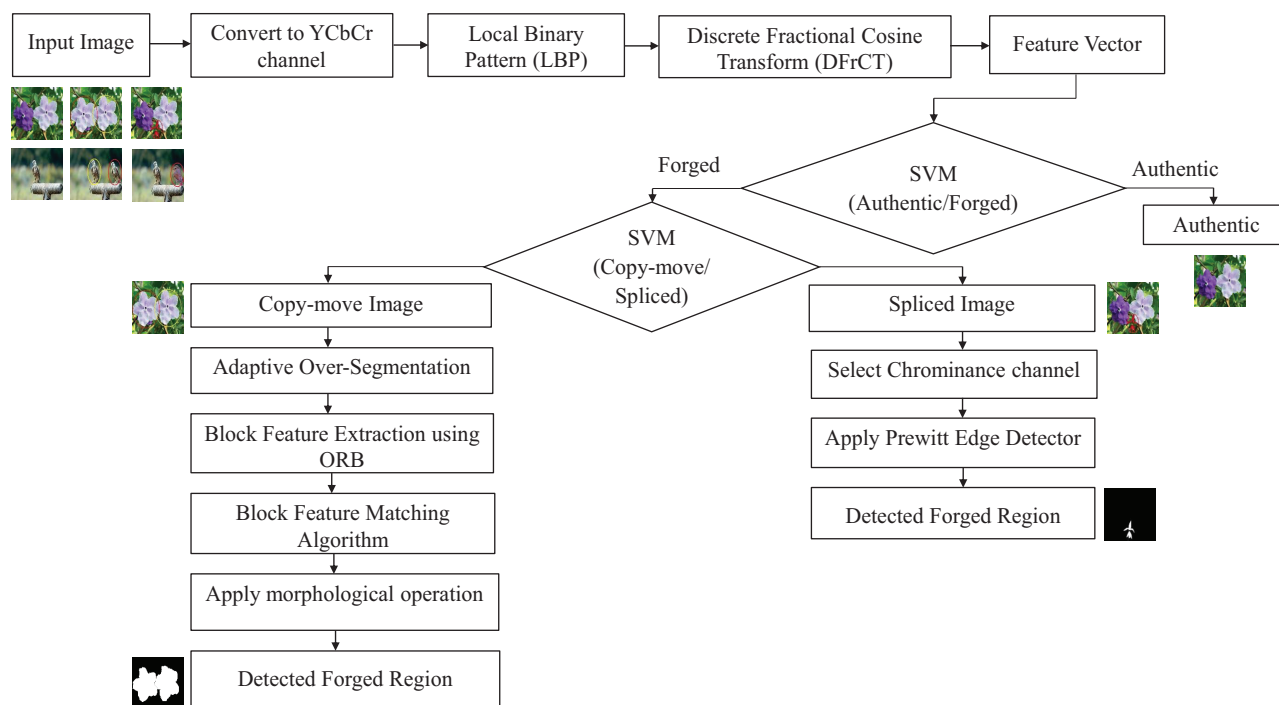 Input Image
Convert to YCbCr
channel
Local Binary
Pattern (LBP)
Discrete Fractional Cosine
Transform (DFrCT)
Feature Vector
SVM
(Authentic/Forged)
Forged
Authentic
Authentic
SVM
(Copy-move/
Spliced)
Copy-move Image
Adaptive Over-Segmentation
Block Feature Extraction using
ORB
Block Feature Matching
Algorithm
Apply morphological operation
Detected Forged Region
Spliced Image
Select Chrominance channel
Apply Prewitt Edge Detector
Detected Forged Region